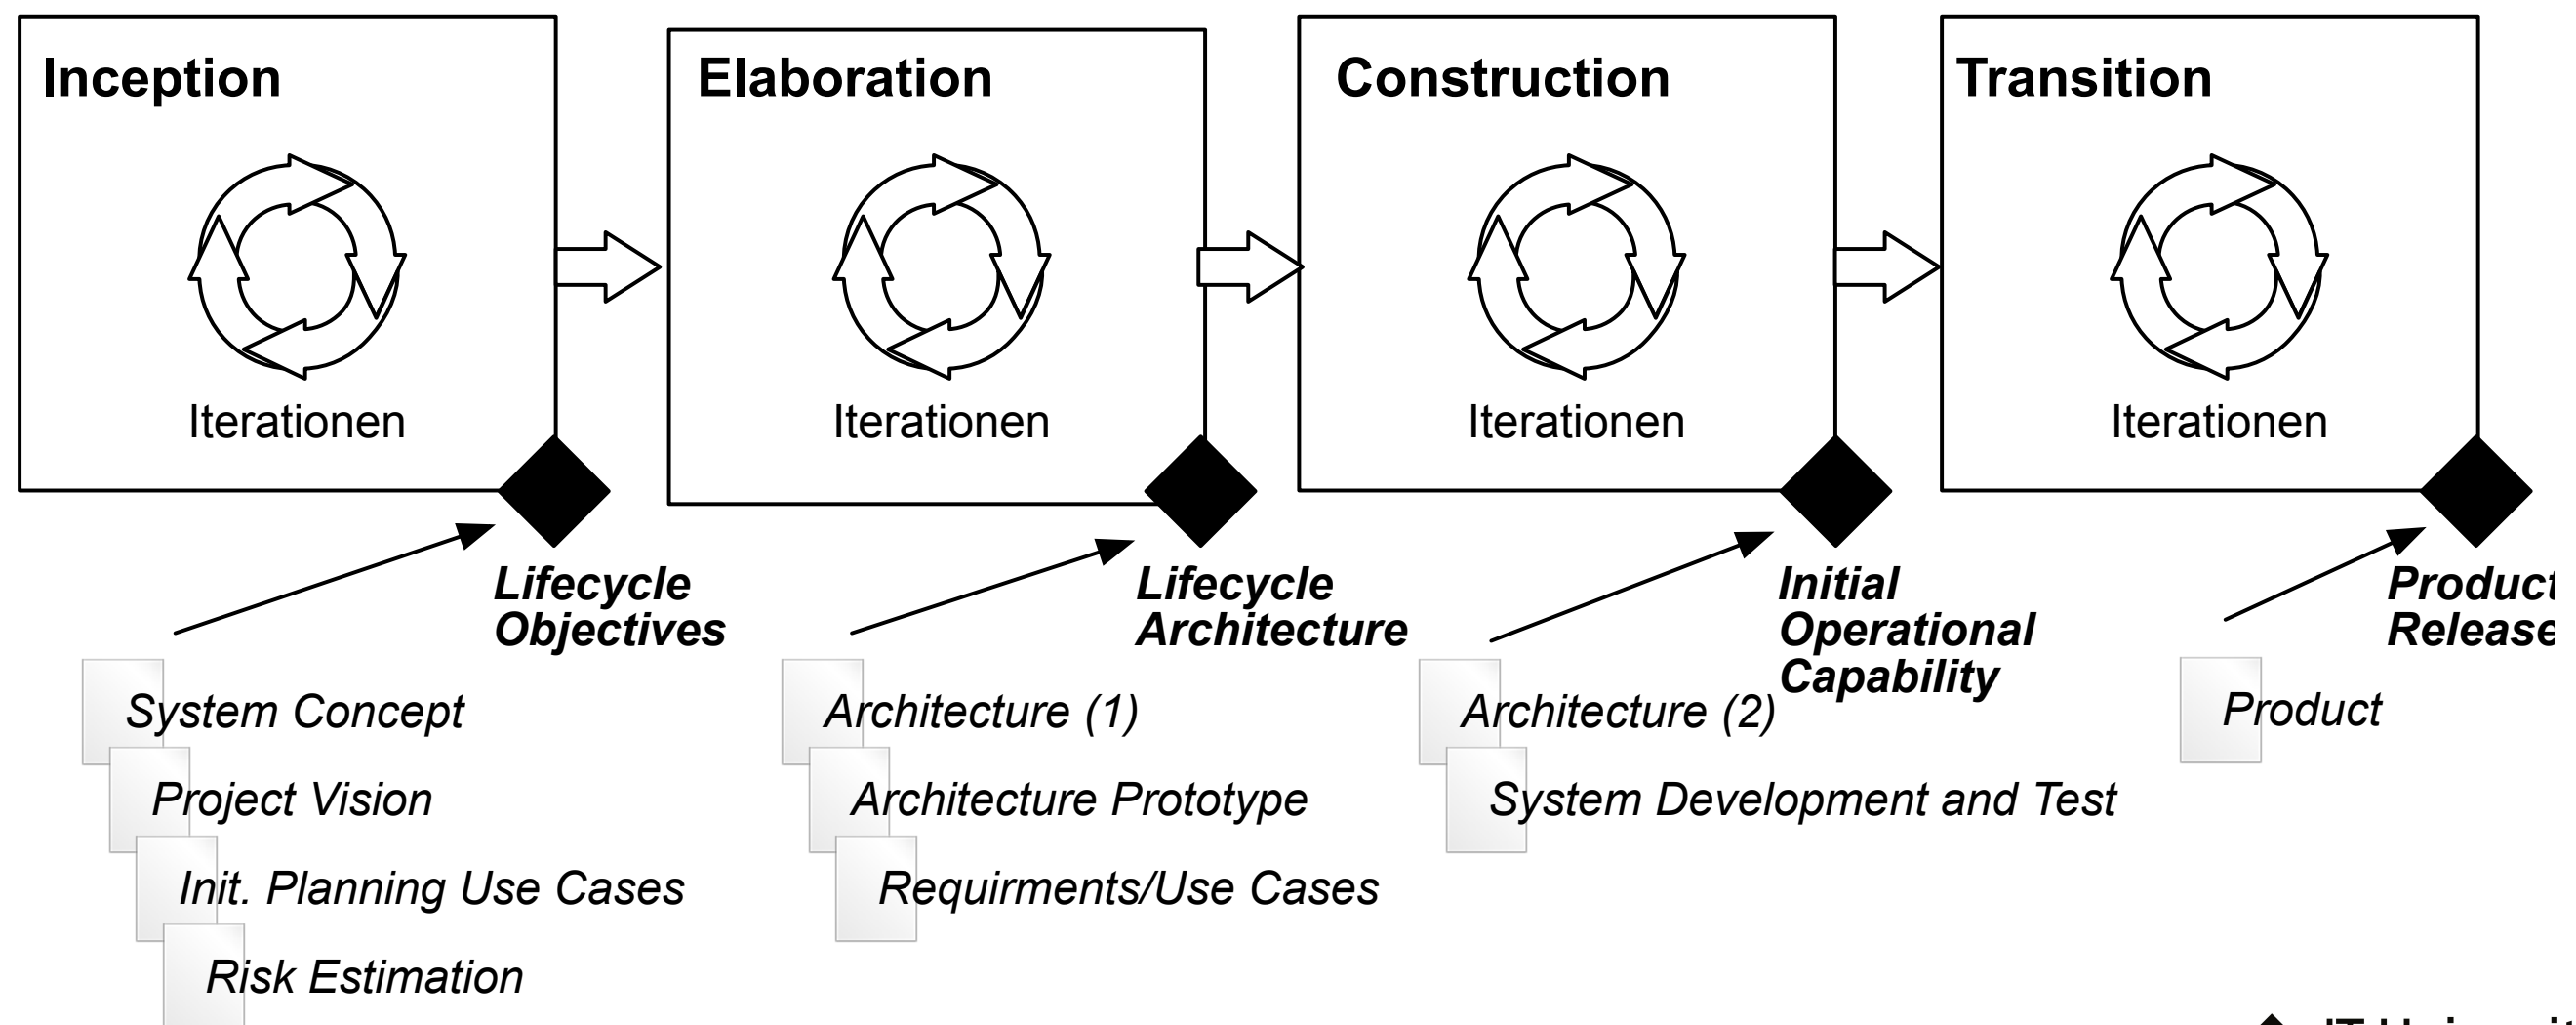 Inception
Elaboration
Construction
Transition
Iterationen
Iterationen
Iterationen
Iterationen
Lifecycle
Objectives
Lifecycle
Architecture
Initial
Operational
Capability
Product
Release
System Concept
Project Vision
Init. Planning Use Cases
Risk Estimation
Architecture (1)
Architecture Prototype
Requirments/Use Cases
Architecture (2)
System Development and Test
Product